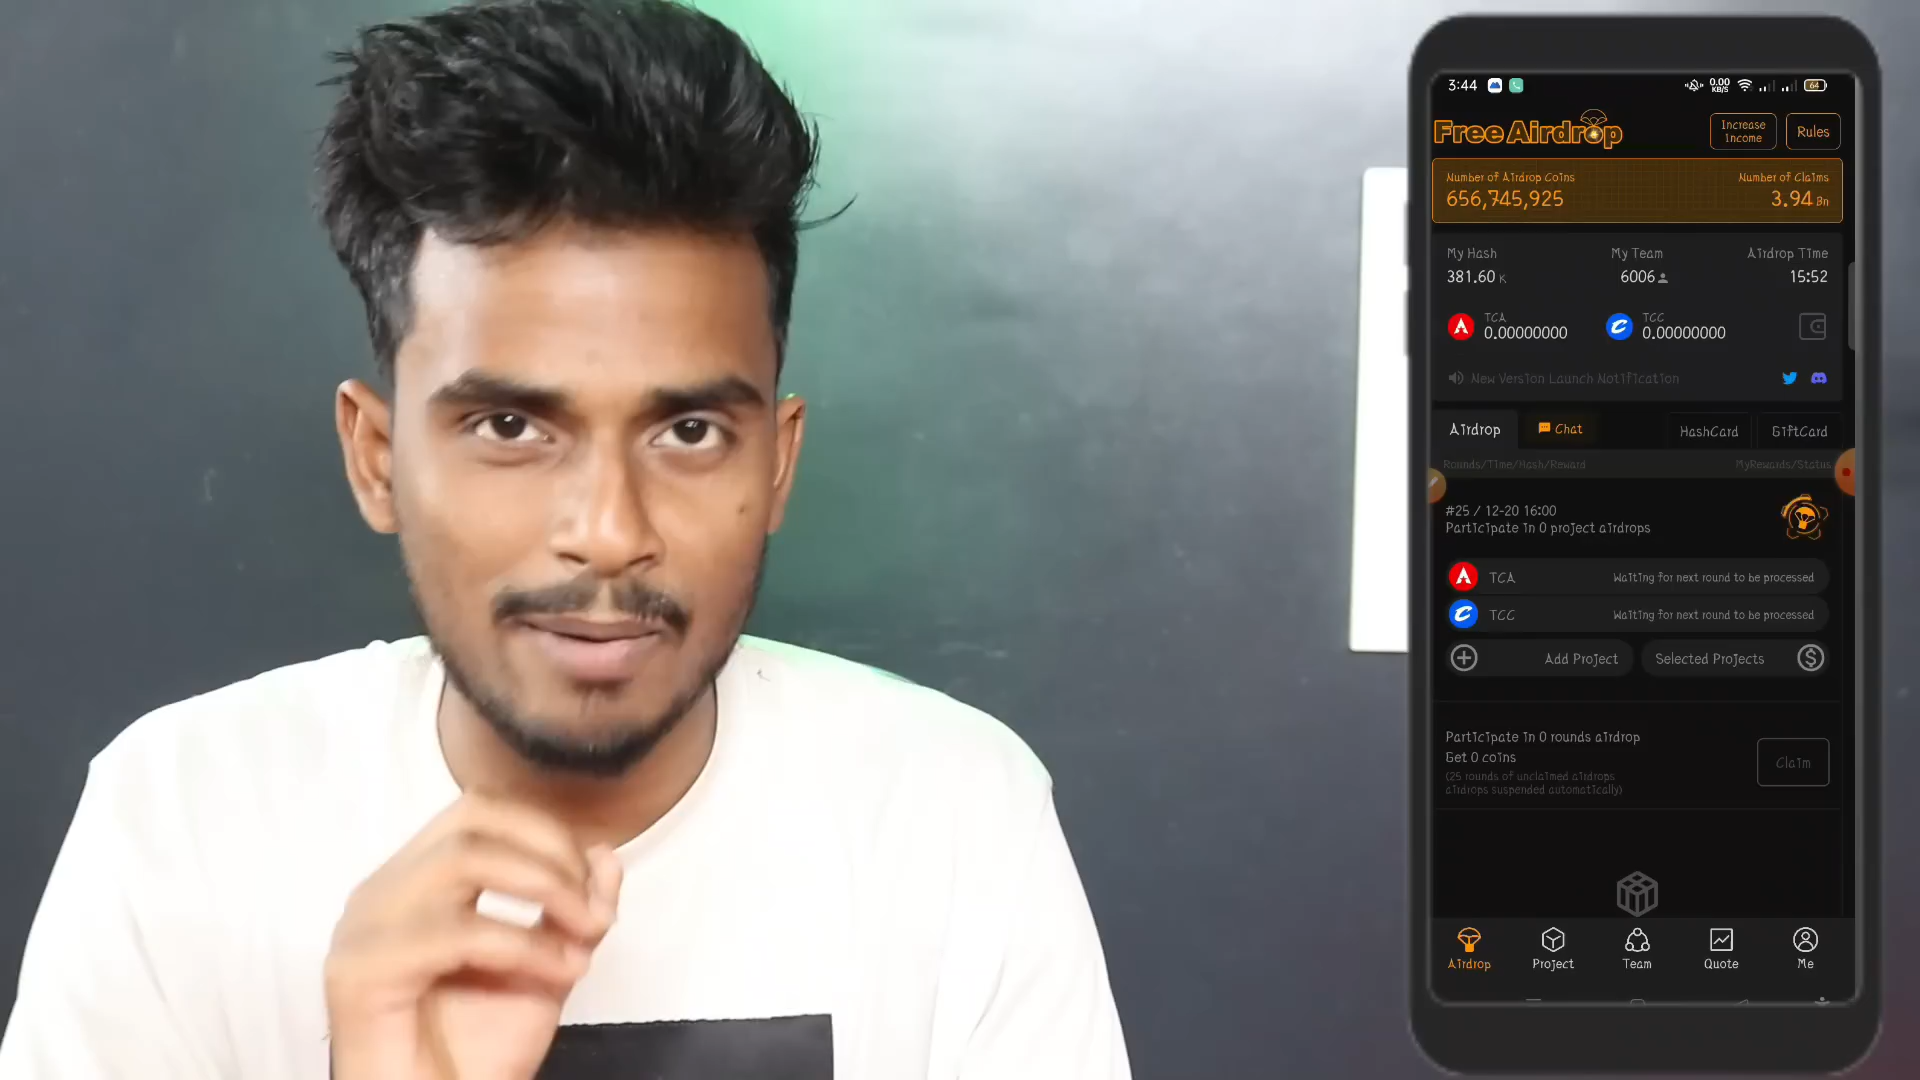 3:44
0.00
KB/S
64
Free Airdrop
Increase
Income
Rules
Number of Airdrop Coins
Number of Claims
656,745,925
3.94 Bn
My Hash
My Team
Airdrop Time
381.60 K
6006
15:52
TCA
0.00000000
TCC
0.00000000
New Version Launch Notification
Airdrop
Chat
HashCard
GiftCard
Rounds/Time/Hash/Reward
MyRewards/Status
#25 / 12-20 16:00
Participate in 0 project airdrops
TCA
Waiting for next round to be processed
TCC
Waiting for next round to be processed
Add Project
Selected Projects
Participate in 0 rounds airdrop
Get 0 coins
(25 rounds of unclaimed airdrops
airdrops suspended automatically)
Claim
Airdrop
Project
Team
Quote
Me